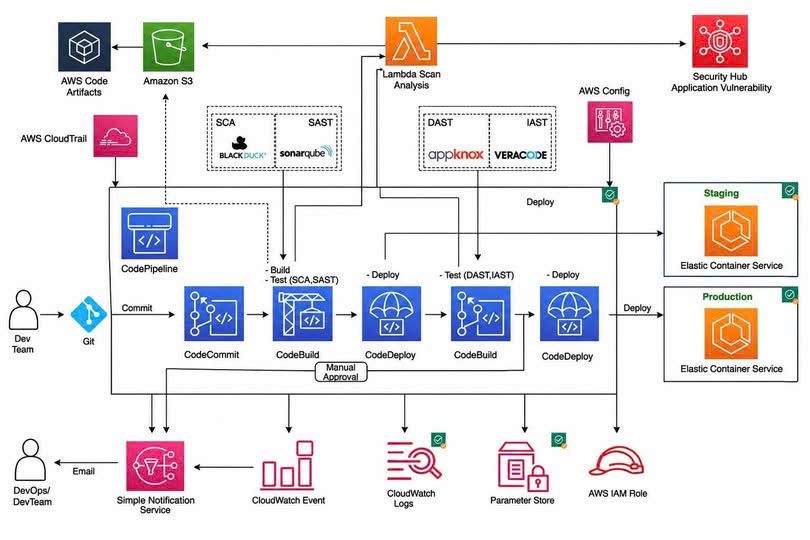 AWS Code
Artifacts
Amazon S3
Lambda Scan
Analysis
Security Hub
Application Vulnerability
AWS CloudTrail
SCA
SAST
BLACKDUCK
sonarqube
DAST
IAST
appknox
VERACODE
AWS Config
CodePipeline
Deploy
Staging
Elastic Container Service
- Build
- Test (SCA,SAST)
- Deploy
- Test (DAST,IAST)
- Deploy
Production
Elastic Container Service
Dev
Team
Git
Commit
CodeCommit
CodeBuild
CodeDeploy
CodeBuild
CodeDeploy
Deploy
Manual
Approval
DevOps/
DevTeam
Email
Simple Notification
Service
CloudWatch Event
CloudWatch
Logs
Parameter Store
AWS IAM Role